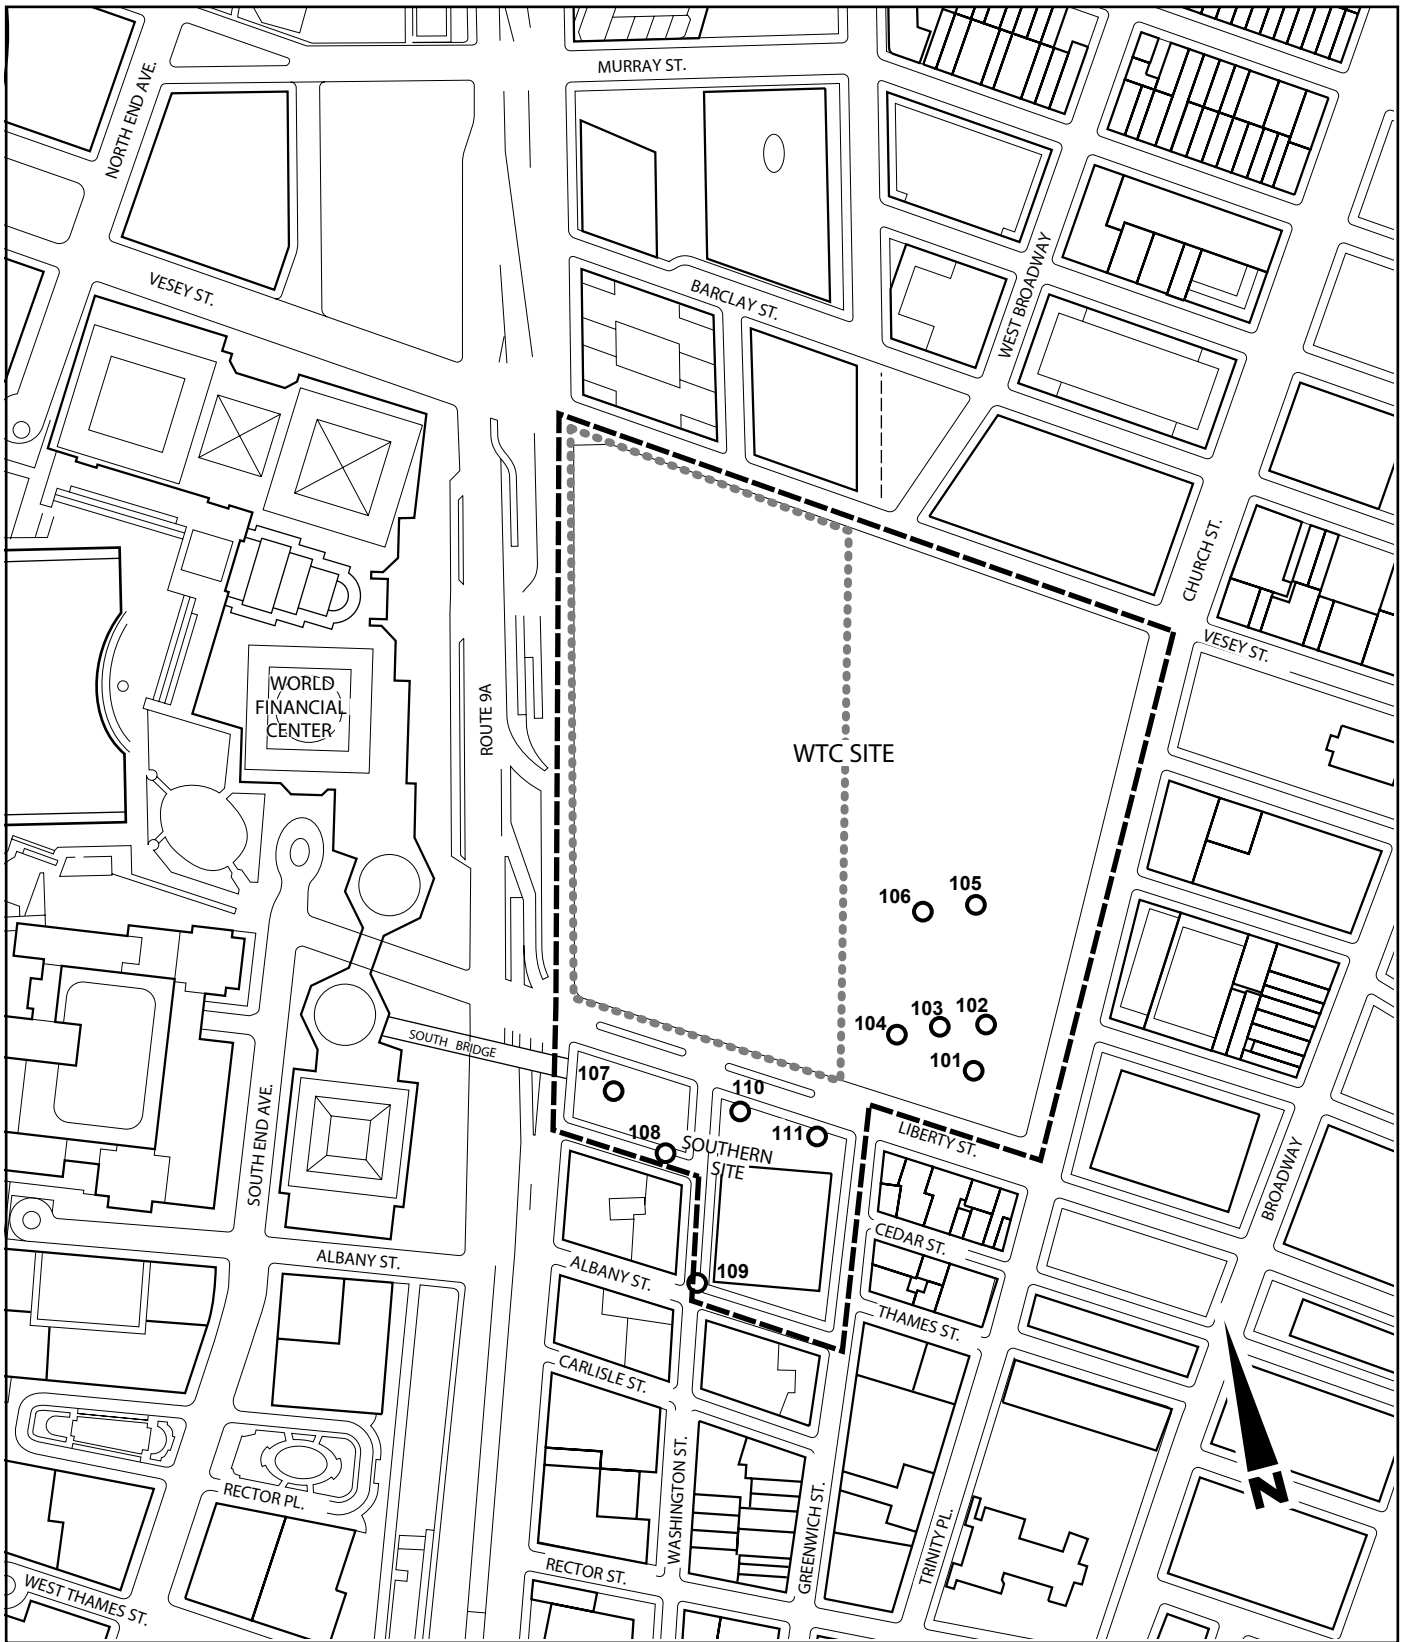 MURRAY ST.
NORTH END AVE.
VESEY ST.
BARCLAY ST.
WEST BROADWAY
CHURCH ST.
VESEY ST.
WORLD
FINANCIAL
CENTER
ROUTE 9A
WTC SITE
106
105
104
103
102
101
SOUTH BRIDGE
107
110
108
111
SOUTHERN
SITE
LIBERTY ST.
SOUTH END AVE.
BROADWAY
CEDAR ST.
ALBANY ST.
ALBANY ST.
109
THAMES ST.
CARLISLE ST.
N
RECTOR PL.
WASHINGTON ST.
GREENWICH ST.
TRINITY PL.
RECTOR ST.
WEST THAMES ST.